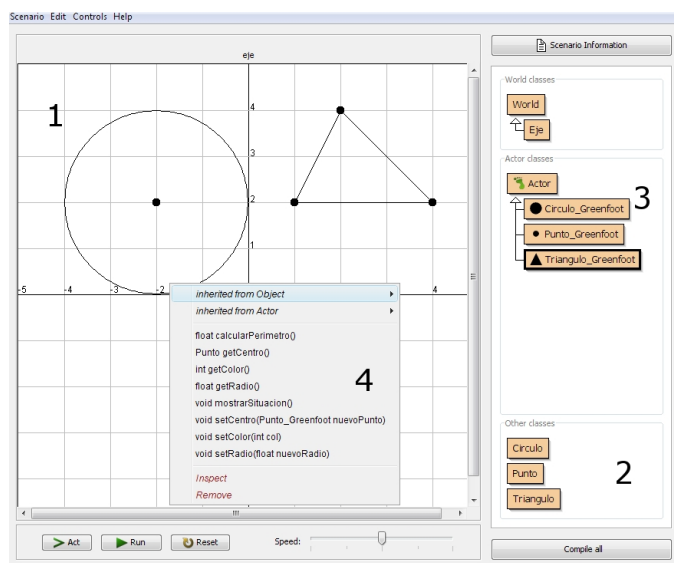 Scenario Edit Controls Help
eje
1
4
3
2
1
-5 -4 -3 -2 4
inherited from Object
inherited from Actor
float calcularPerimetro()
Punto getCentro()
int getColor()
float getRadio()
void mostrarSituacion()
void setCentro(Punto_Greenfoot nuevoPunto)
void setColor(int col)
void setRadio(float nuevoRadio)
Inspect
Remove
4
Act Run Reset Speed:
Scenario Information
World classes
World
Eje
Actor classes
Actor
Circulo_Greenfoot
3
Punto_Greenfoot
Triangulo_Greenfoot
Other classes
Circulo
Punto
2
Triangulo
Compile all